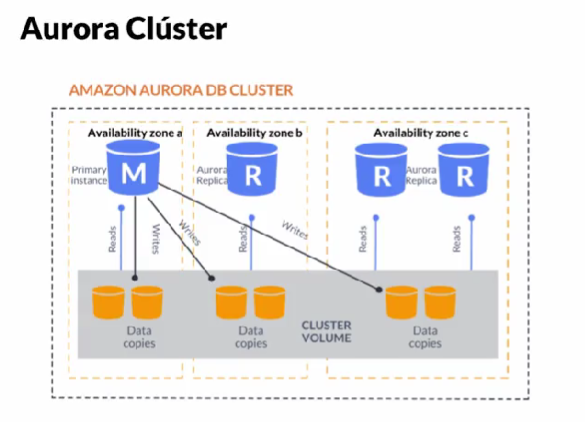 Aurora Clúster
AMAZON AURORA DB CLUSTER
Availability zone a
Availability zone b
Availability zone c
Primary
Instance
M
Aurora
Replica
R
R
Aurora
Replica
R
Reads
Writes
Writes
Reads
Writes
Reads
Reads
Data
copies
Data
copies
CLUSTER
VOLUME
Data
copies